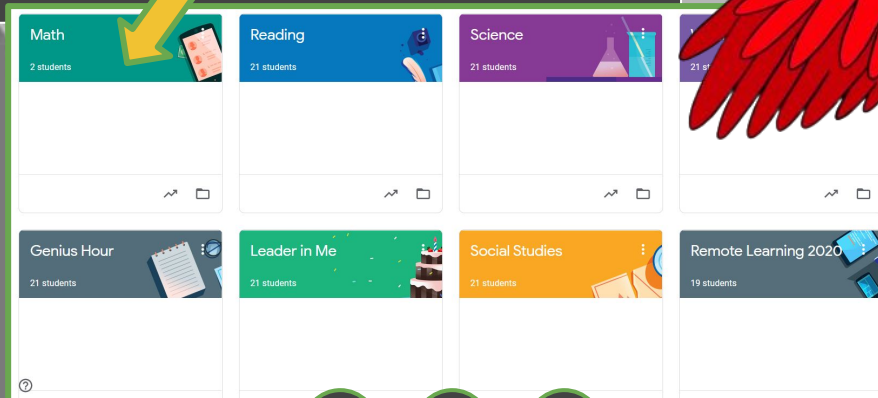 Math
2 students
Reading
21 students
Science
21 students
21
Genius Hour
21 students
Leader in Me
21 students
Social Studies
21 students
Remote Learning 2020
19 students